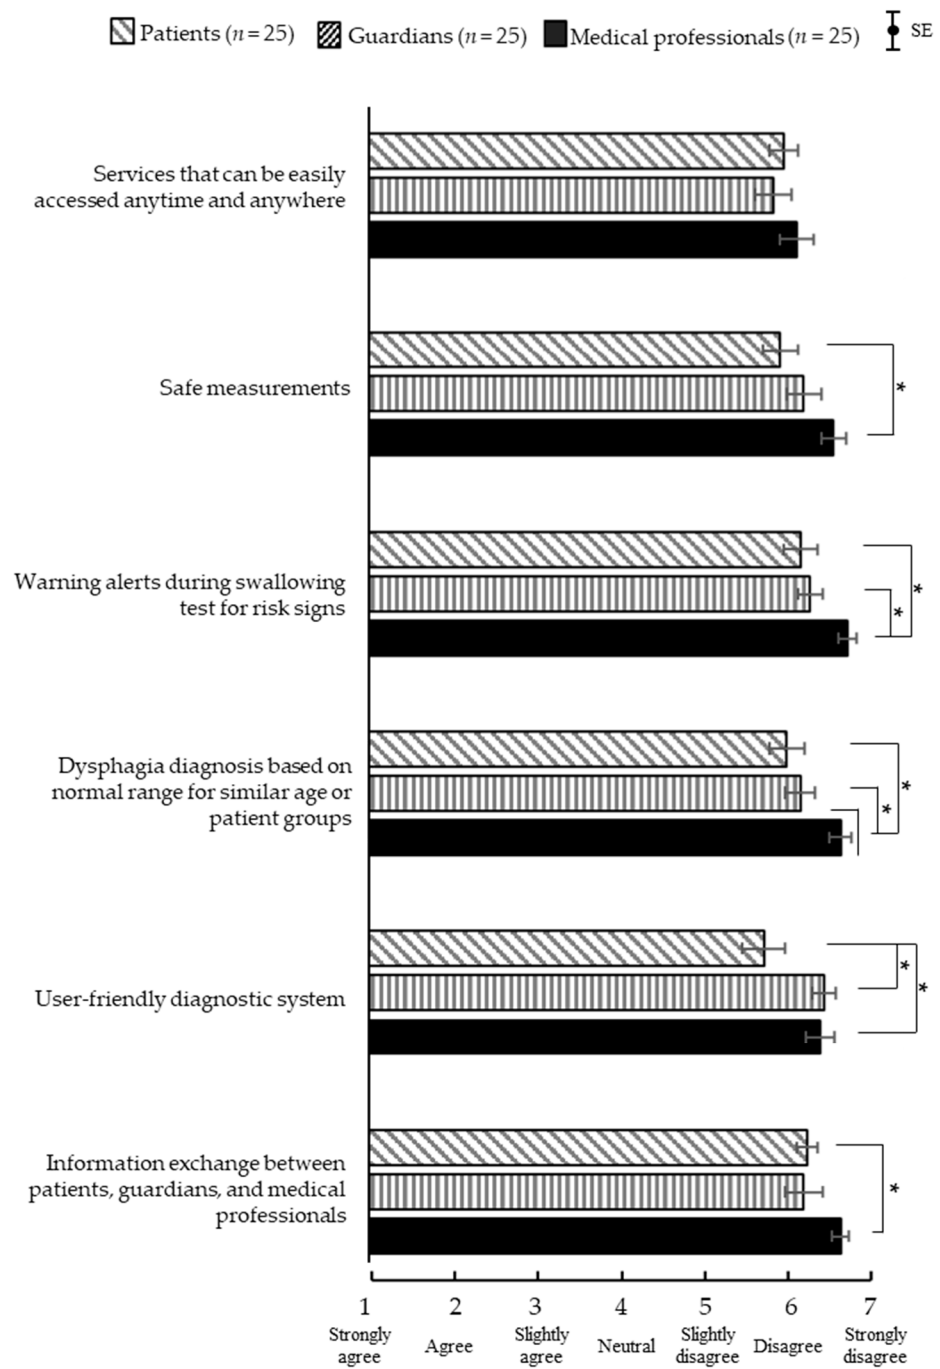 Patients (n = 25) Guardians (n = 25) Medical professionals (n = 25) SE
Services that can be easily
accessed anytime and anywhere
Safe measurements
*
Warning alerts during swallowing
test for risk signs
*
*
Dysphagia diagnosis based on
normal range for similar age or
patient groups
*
*
User-friendly diagnostic system
*
*
Information exchange between
patients, guardians, and medical
professionals
*
1 2 3 4 5 6 7
Strongly
agree
Agree
Slightly
agree
Neutral
Slightly
disagree
Disagree
Strongly
disagree